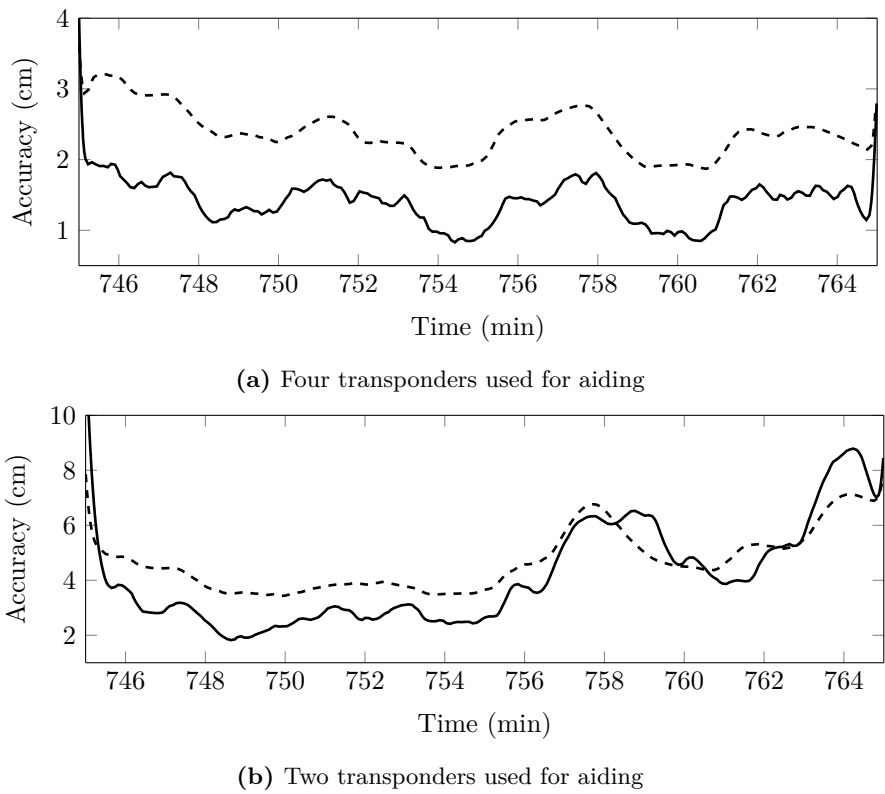 4
3
2
1
Accuracy (cm)
746 748 750 752 754 756 758 760 762 764
Time (min)
(a) Four transponders used for aiding
10
8
6
4
2
Accuracy (cm)
746 748 750 752 754 756 758 760 762 764
Time (min)
(b) Two transponders used for aiding